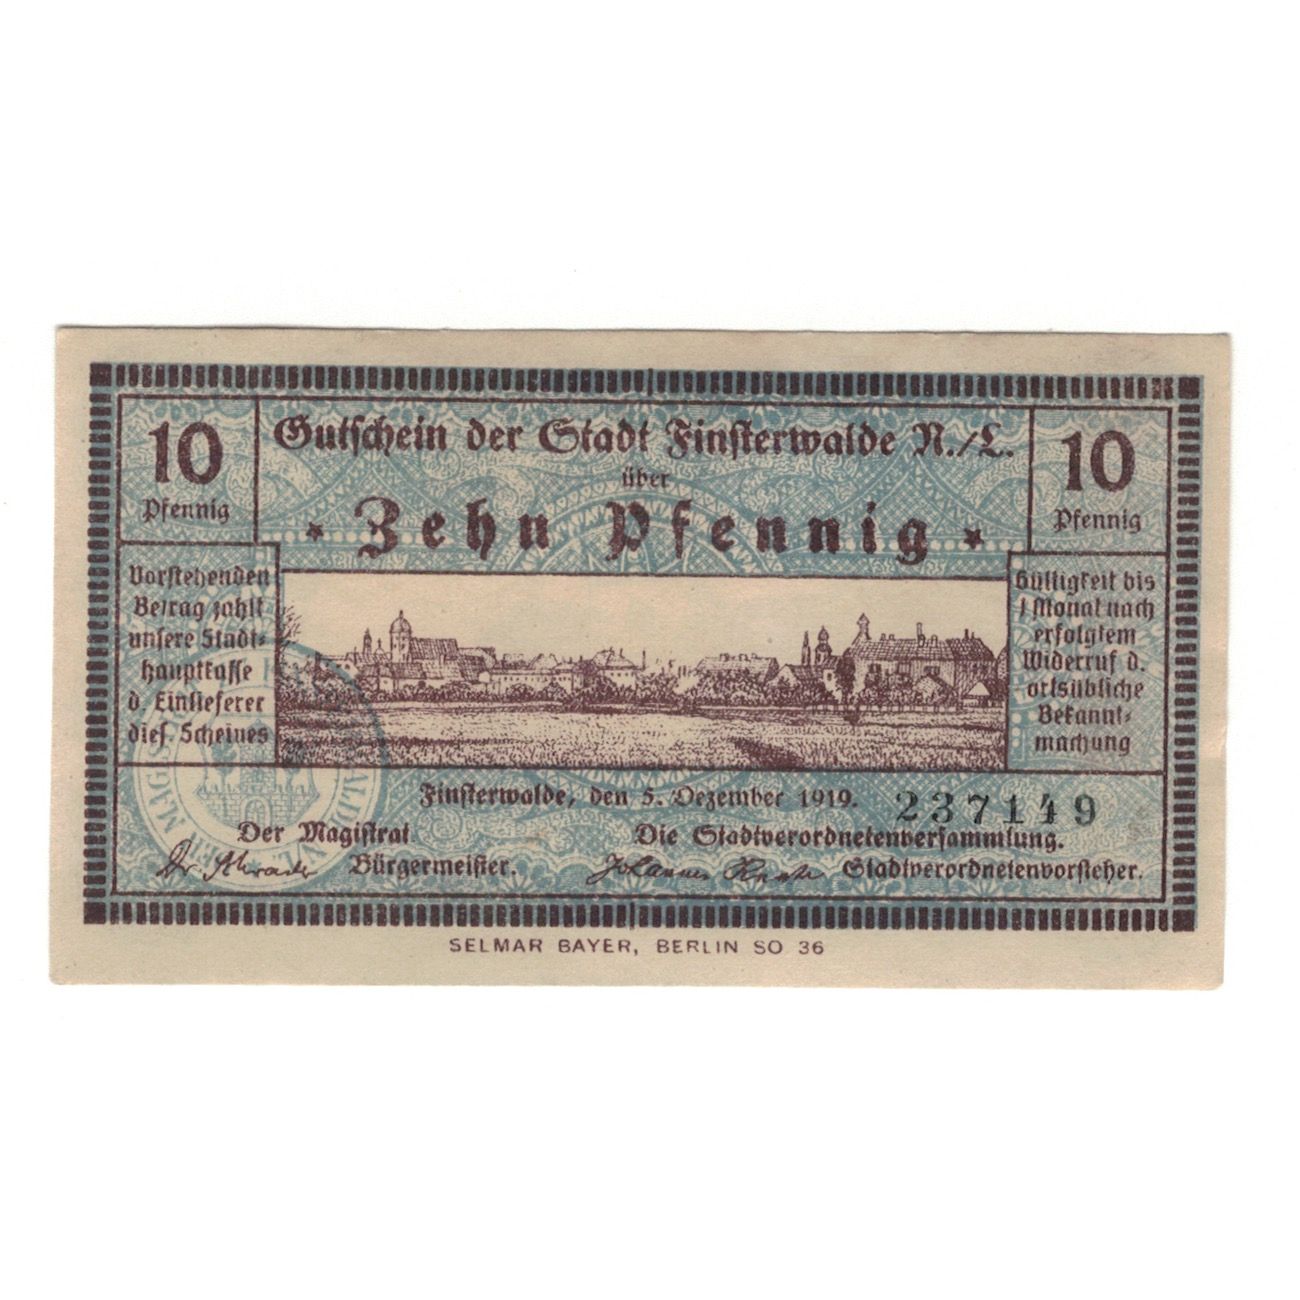 10
Pfennig
Gutschein der Stadt Finsterwalde N./L.
über
Zehn Pfennig
10
Pfennig
Vorstehenden
Betrag zahlt
unsere Stadt-
hauptkasse
d. Einlieferer
dies. Scheines
Gültigkeit bis
1 Monat nach
erfolgtem
Widerruf d.
ortsübliche
Bekannt-
machung
Finsterwalde, den 5. Dezember 1919.
237149
Der Magistrat
Bürgermeister.
Die Stadtverordnetenversammlung.
Johannes
Stadtverordnetenvorsteher.
SELMAR BAYER, BERLIN SO 36